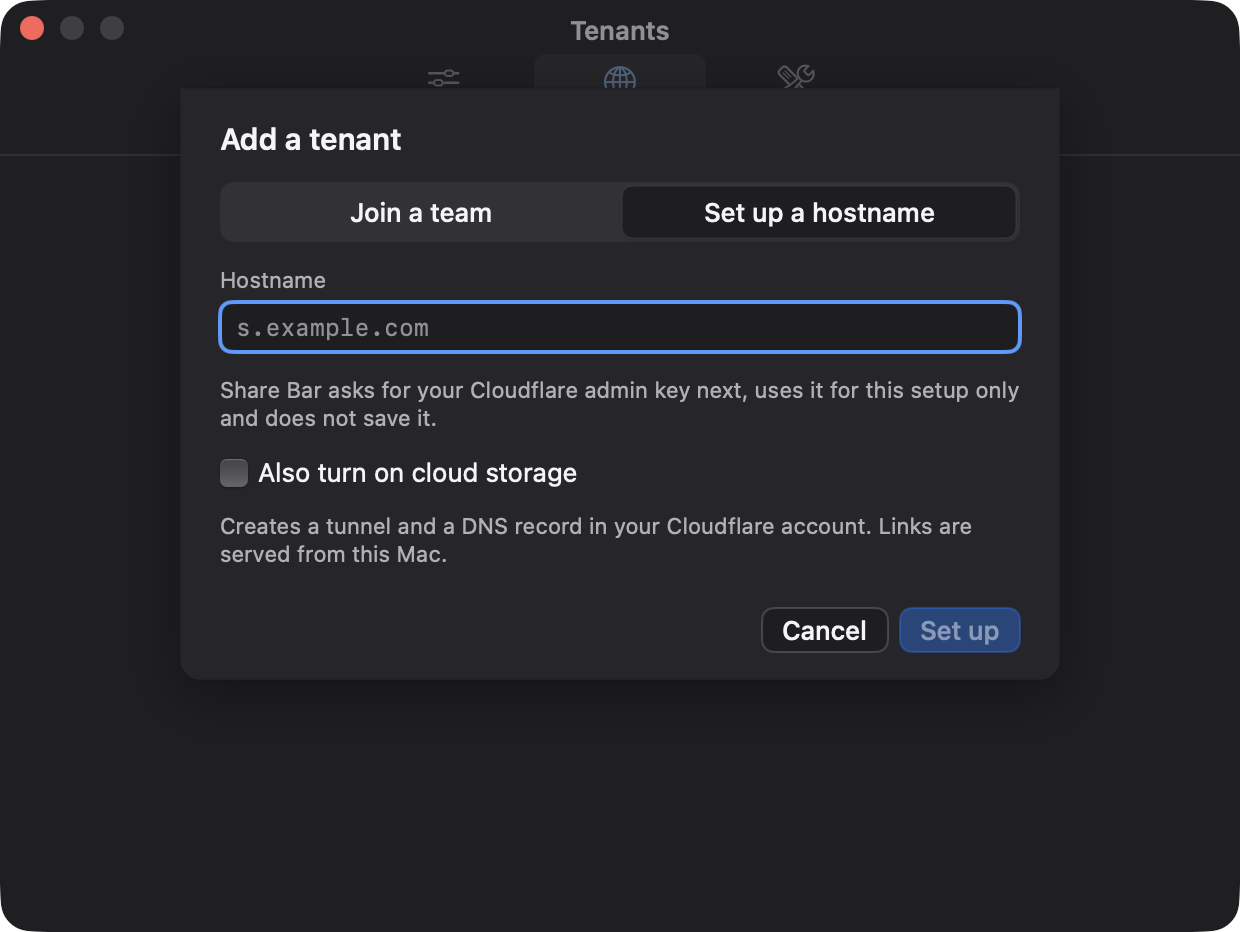 Tenants
Add a tenant
Join a team
Set up a hostname
Hostname
s.example.com
Share Bar asks for your Cloudflare admin key next, uses it for this setup only
and does not save it.
Also turn on cloud storage
Creates a tunnel and a DNS record in your Cloudflare account. Links are
served from this Mac.
Cancel
Set up